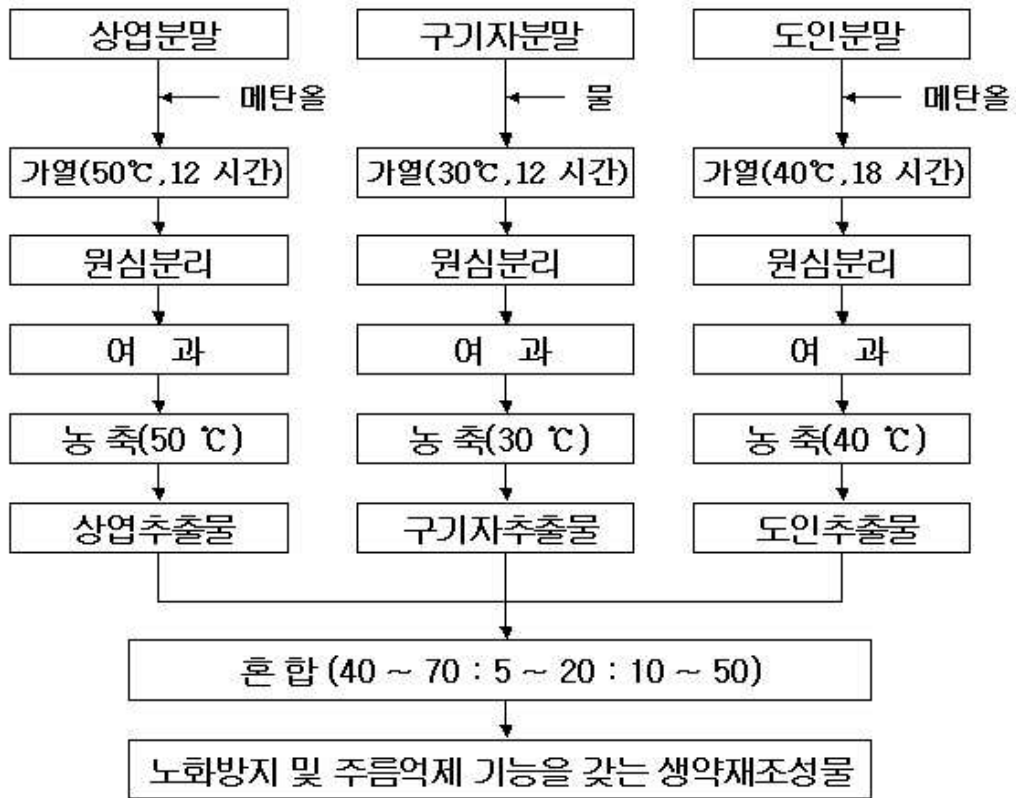 상엽분말 구기자분말 도인분말
메탄올 물 메탄올
가열(50℃,12 시간) 가열(30℃,12 시간) 가열(40℃,18 시간)
원심분리 원심분리 원심분리
여 과 여 과 여 과
농 축(50 ℃) 농 축(30 ℃) 농 축(40 ℃)
상엽추출물 구기자추출물 도인추출물
혼 합 (40 ~ 70 : 5 ~ 20 : 10 ~ 50)
노화방지 및 주름억제 기능을 갖는 생약재조성물